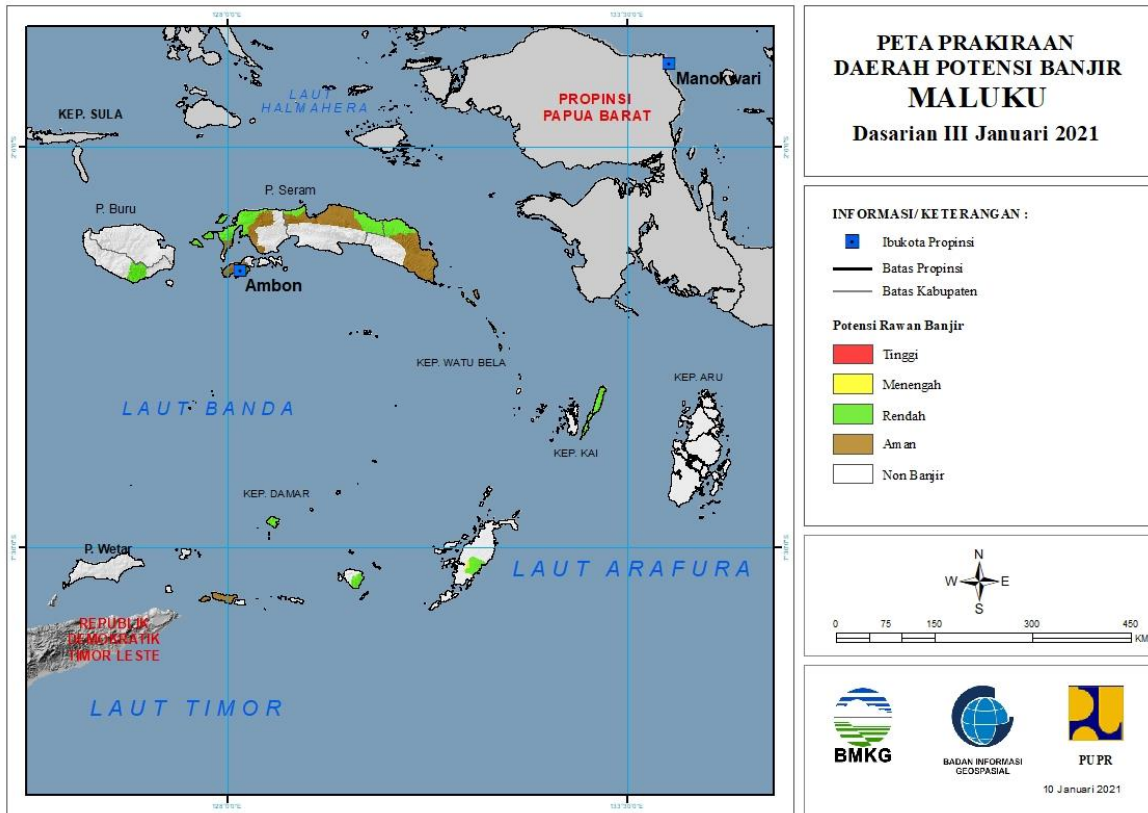 PETA PRAKIRAAN
DAERAH POTENSI BANJIR
MALUKU
Dasarian III Januari 2021
INFORMASI/ KETERANGAN :
Ibukota Propinsi
Batas Propinsi
Batas Kabupaten
Potensi Rawan Banjir
Tinggi
Menengah
Rendah
Aman
Non Banjir
N
W E
S
0 75 150 300 450
KM
BMKG
BADAN INFORMASI
GEOSPASIAL
PUPR
10 Januari 2021
Manokwari
LAUT
HALMAHERA
PROPINSI
PAPUA BARAT
KEP. SULA
P. Seram
P. Buru
Ambon
KEP. WATU BELA
KEP. ARU
LAUT BANDA
KEP. KAI
KEP. DAMAR
P. Wetar
LAUT ARAFURA
REPUBLIK
DEMOKRATIK
TIMOR LESTE
LAUT TIMOR